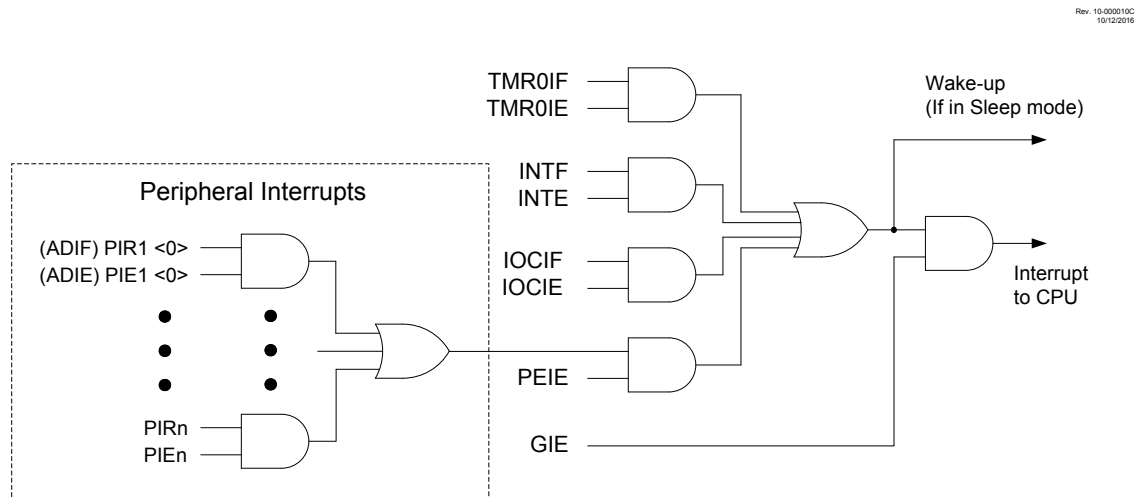 Rev. 10-000010C
10/12/2016
TMR0IF
TMR0IE
Wake-up
(If in Sleep mode)
INTF
INTE
Peripheral Interrupts
(ADIF) PIR1 <0>
(ADIE) PIE1 <0>
IOCIF
IOCIE
Interrupt
to CPU
PEIE
PIRn
PIEn
GIE